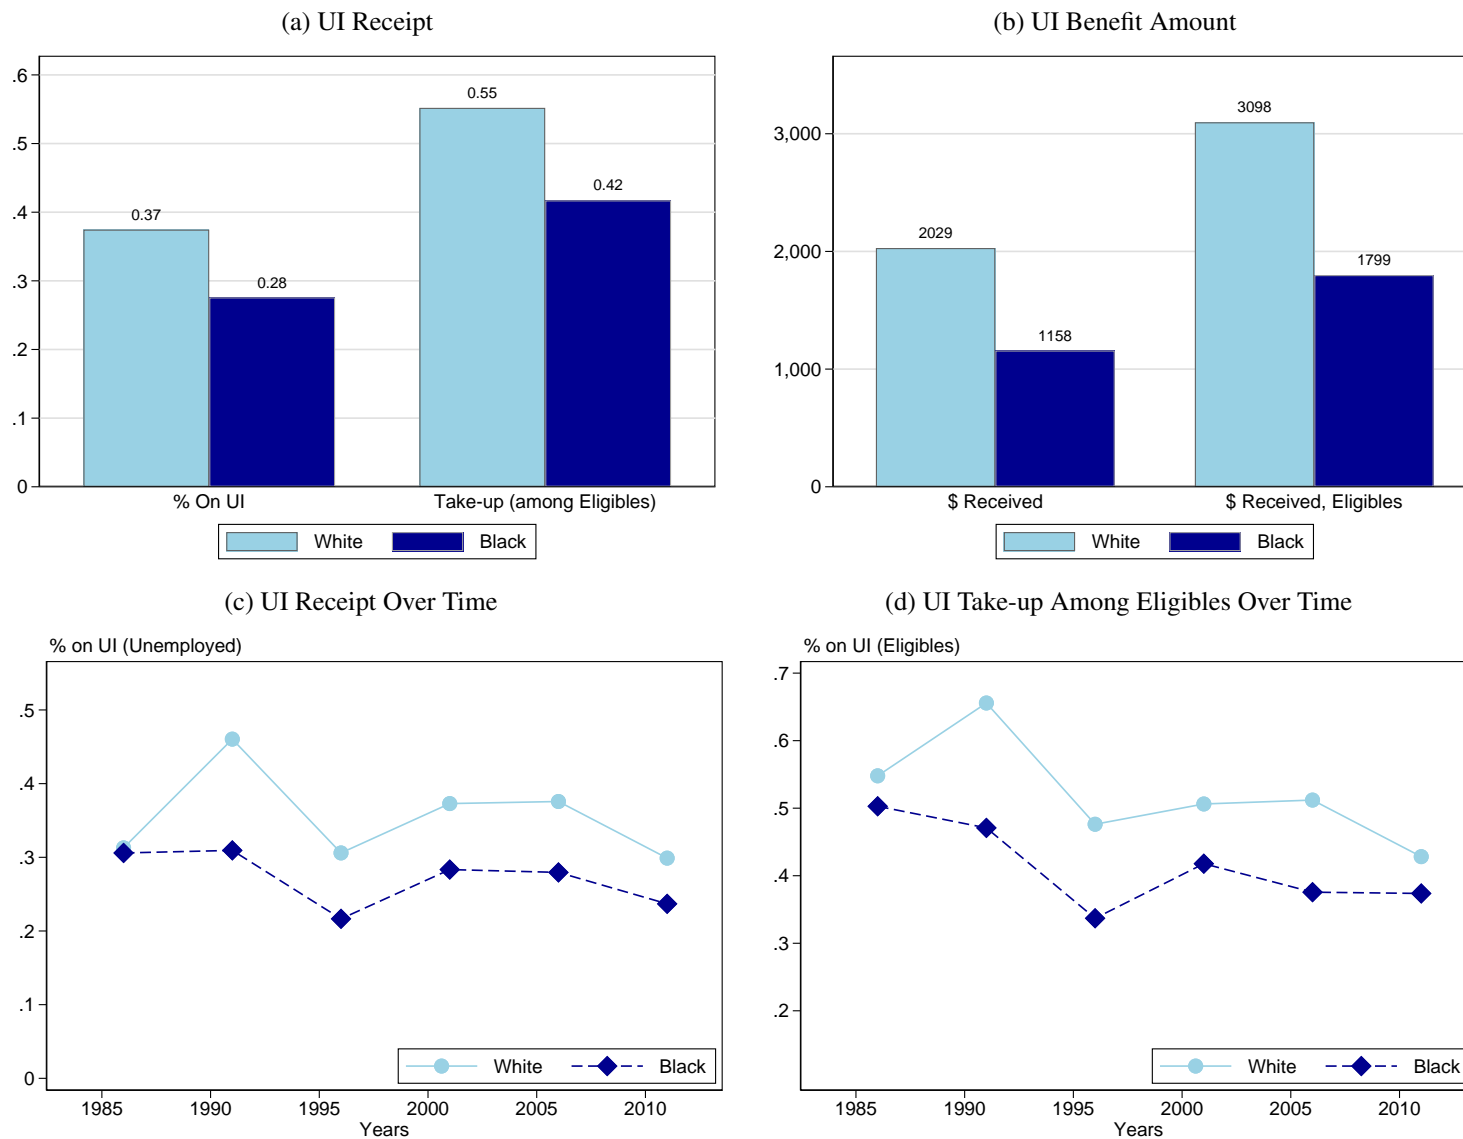 (a) UI Receipt
.6
.5
.4
.3
.2
.1
0
0.37
0.28
0.55
0.42
% On UI
Take-up (among Eligibles)
White
Black
(b) UI Benefit Amount
3,000
2,000
1,000
0
2029
1158
3098
1799
$ Received
$ Received, Eligibles
White
Black
(c) UI Receipt Over Time
% on UI (Unemployed)
.5
.4
.3
.2
.1
0
White
Black
1985
1990
1995
2000
2005
2010
Years
(d) UI Take-up Among Eligibles Over Time
% on UI (Eligibles)
.7
.6
.5
.4
.3
.2
White
Black
1985
1990
1995
2000
2005
2010
Years